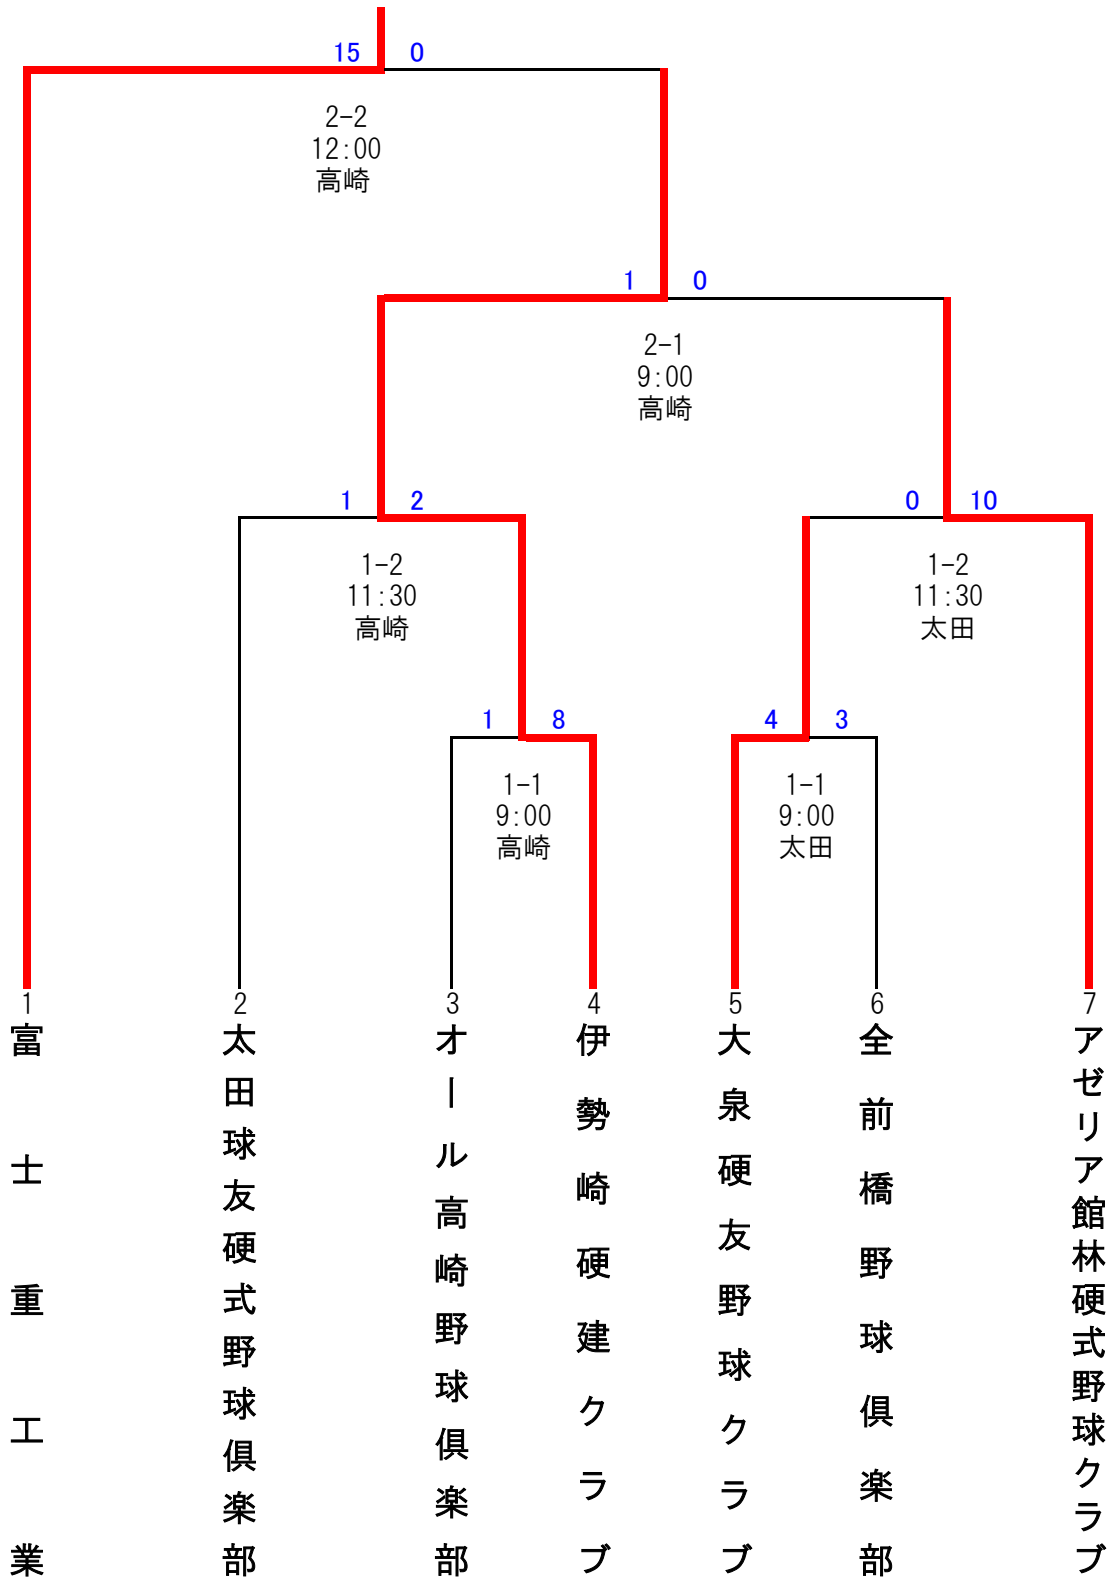 15 0
2-2
12:00
高崎
1 0
2-1
9:00
高崎
1 2
1-2
11:30
高崎
0 10
1-2
11:30
太田
1 8
1-1
9:00
高崎
4 3
1-1
9:00
太田
1
富士重工業
2
太田球友硬式野球倶楽部
3
オール高崎野球倶楽部
4
伊勢崎硬建クラブ
5
大泉硬友野球クラブ
6
全前橋野球倶楽部
7
アゼリア館林硬式野球クラブ